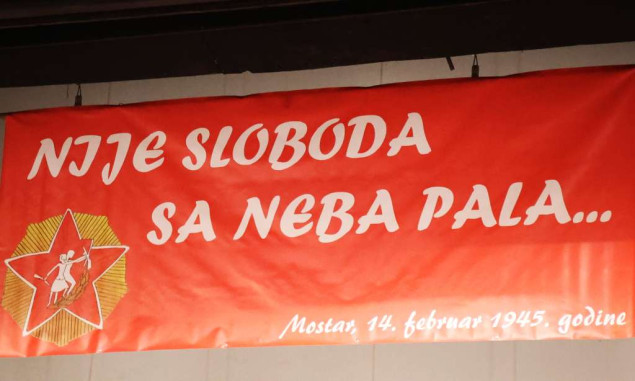 NIJE SLOBODA
SA NEBA PALA...
Mostar, 14. februar 1945. godine